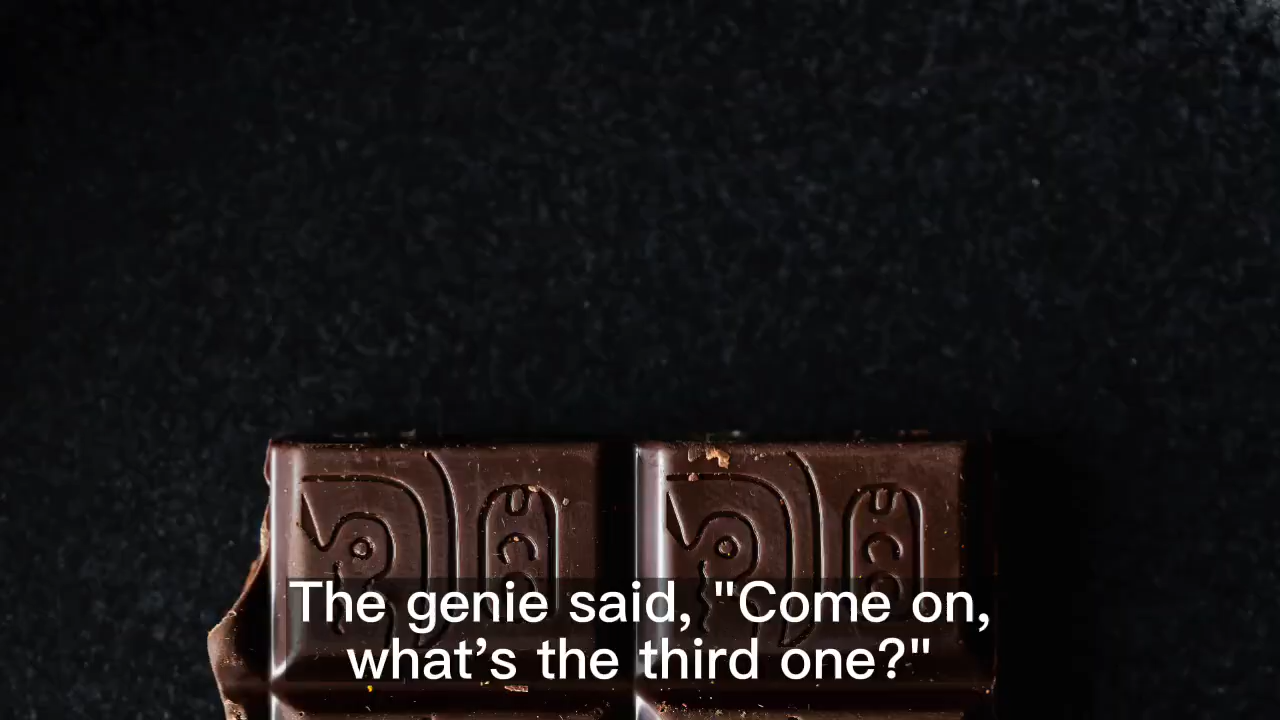 The genie said, "Come on,
what’s the third one?"